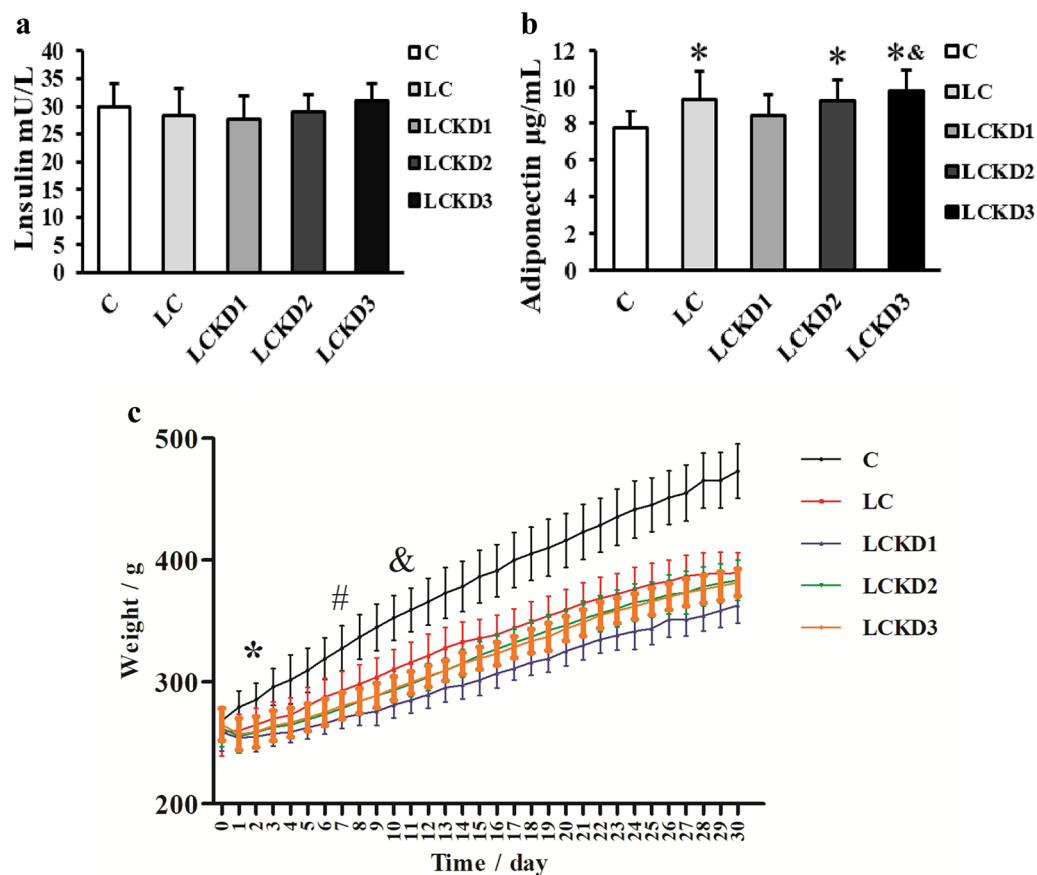 a
Lnsulin mU/L
40
35
30
25
20
15
10
5
0
C
LC
LCKD1
LCKD2
LCKD3
C
LC
LCKD1
LCKD2
LCKD3
b
Adiponectin µg/mL
12
10
8
6
4
2
0
*
*
*&
C
LC
LCKD1
LCKD2
LCKD3
C
LC
LCKD1
LCKD2
LCKD3
c
Weight / g
500
400
300
200
*
#
&
0 1 2 3 4 5 6 7 8 9 10 11 12 13 14 15 16 17 18 19 20 21 22 23 24 25 26 27 28 29 30
Time / day
C
LC
LCKD1
LCKD2
LCKD3